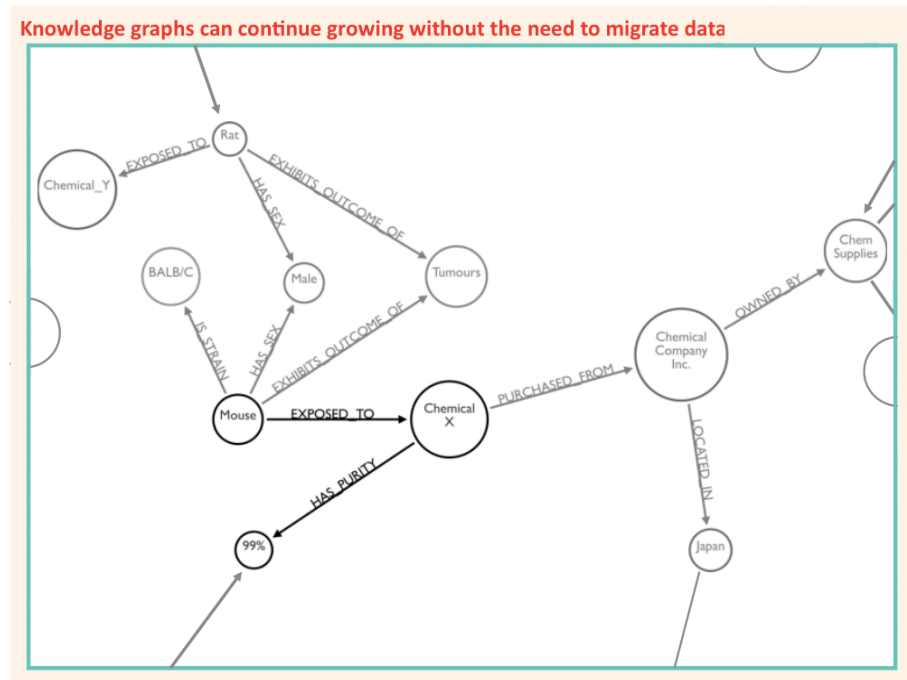 Knowledge graphs can continue growing without the need to migrate data
Rat
EXPOSED_TO
Chemical_Y
HAS_SEX
EXHIBITS_OUTCOME_OF
BALB/C
Male
Tumours
IS_STRAIN
HAS_SEX
EXHIBITS_OUTCOME_OF
Mouse
EXPOSED_TO
Chemical
X
PURCHASED_FROM
Chemical
Company
Inc.
OWNED_BY
Chem
Supplies
HAS_PURITY
99%
LOCATED_IN
Japan